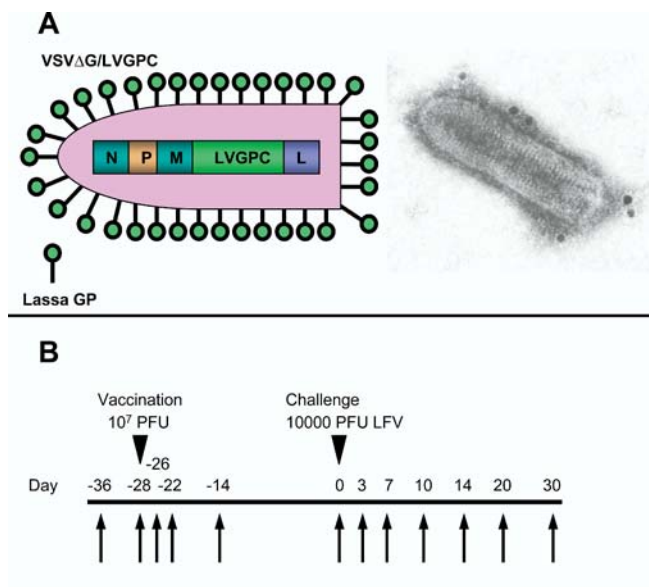 A
VSVΔG/LVGPC
N P M LVGPC L
Lassa GP
B
Vaccination
10⁷ PFU
Challenge
10000 PFU LFV
-26
Day -36 -28 -22 -14 0 3 7 10 14 20 30